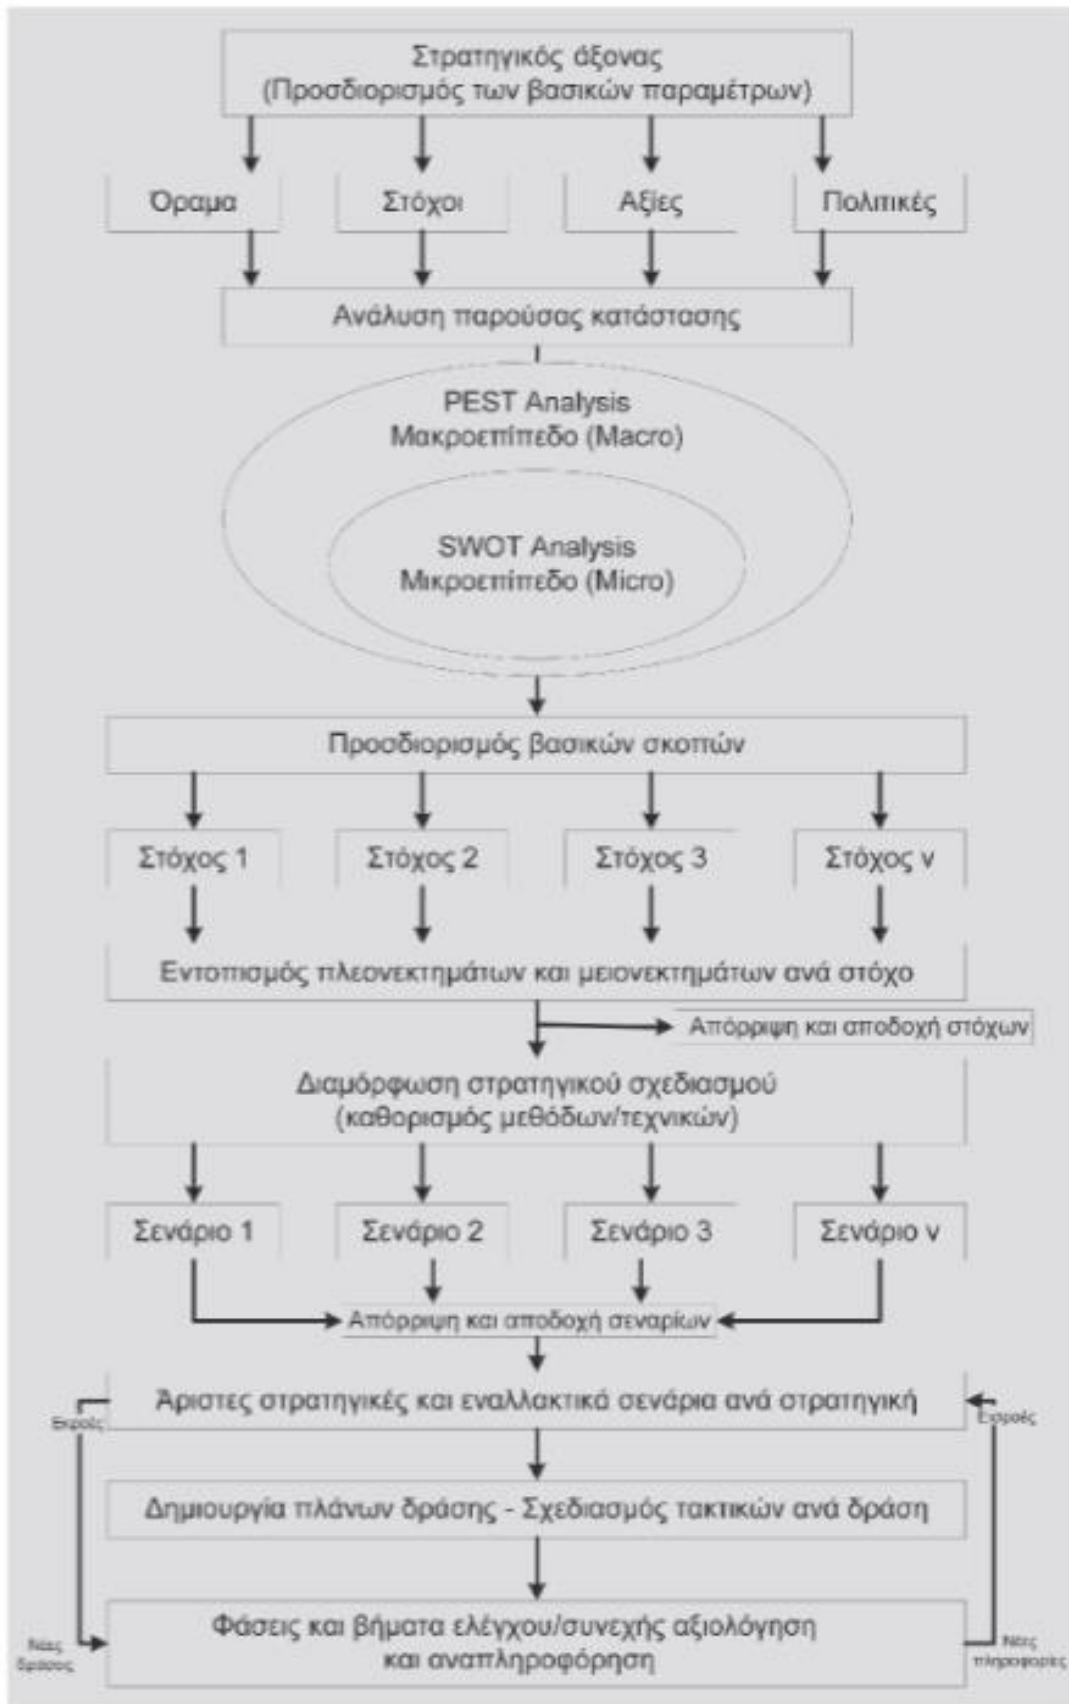 Στρατηγικός άξονας
(Προσδιορισμός των βασικών παραμέτρων)
Όραμα
Στόχοι
Αξίες
Πολιτικές
Ανάλυση παρούσας κατάστασης
PEST Analysis
Μακροεπίπεδο (Macro)
SWOT Analysis
Μικροεπίπεδο (Micro)
Προσδιορισμός βασικών σκοπών
Στόχος 1
Στόχος 2
Στόχος 3
Στόχος ν
Εντοπισμός πλεονεκτημάτων και μειονεκτημάτων ανά στόχο
Απόρριψη και αποδοχή στόχων
Διαμόρφωση στρατηγικού σχεδιασμού
(καθορισμός μεθόδων/τεχνικών)
Σενάριο 1
Σενάριο 2
Σενάριο 3
Σενάριο ν
Απόρριψη και αποδοχή σεναρίων
Άριστες στρατηγικές και εναλλακτικά σενάρια ανά στρατηγική
Εκροές
Εισροές
Δημιουργία πλάνων δράσης - Σχεδιασμός τακτικών ανά δράση
Φάσεις και βήματα ελέγχου/συνεχής αξιολόγηση
και αναπληροφόρηση
Νέες
δράσεις
Νέες
πληροφορίες